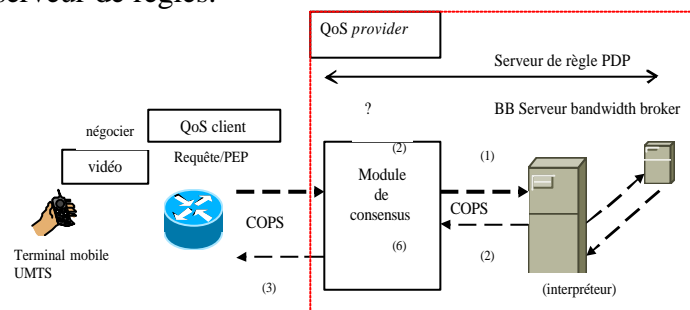 serveur de règles.
QoS provider
Serveur de règle PDP
?
BB Serveur bandwidth broker
négocier
QoS client
vidéo
Requête/PEP
(2)
(1)
Module
de
consensus
COPS
COPS
(6)
(2)
Terminal mobile
UMTS
(3)
(interpréteur)